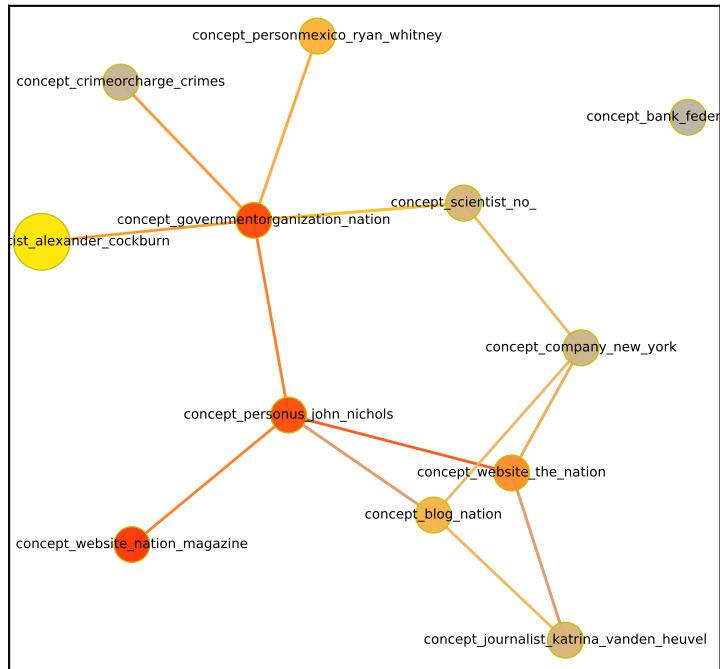 concept_personmexico_ryan_whitney
concept_crimeorcharge_crimes
concept_bank_feder
concept_scientist_no_
concept_governmentorganization_nation
tist_alexander_cockburn
concept_company_new_york
concept_personus_john_nichols
concept_website_the_nation
concept_blog_nation
concept_website_nation_magazine
concept_journalist_katrina_vanden_heuvel